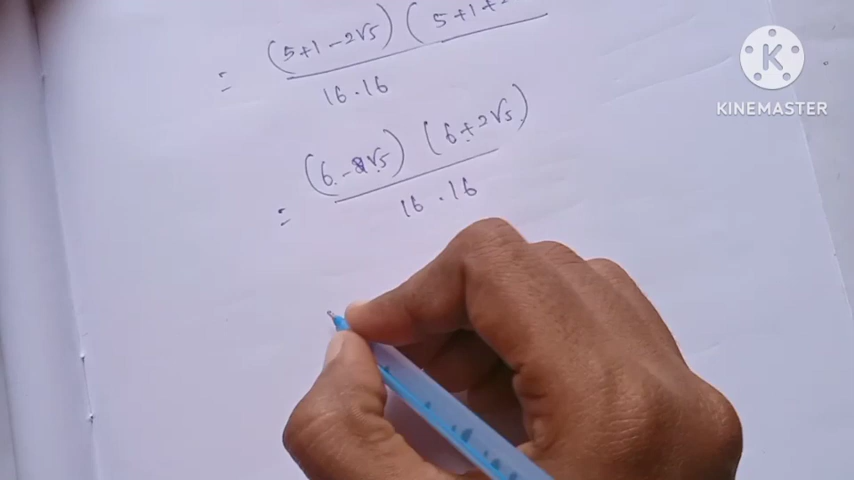 = (5+1-2√5) (5+1+
16.16
KINEMASTER
= (6-2√5) (6+2√5)
16.16